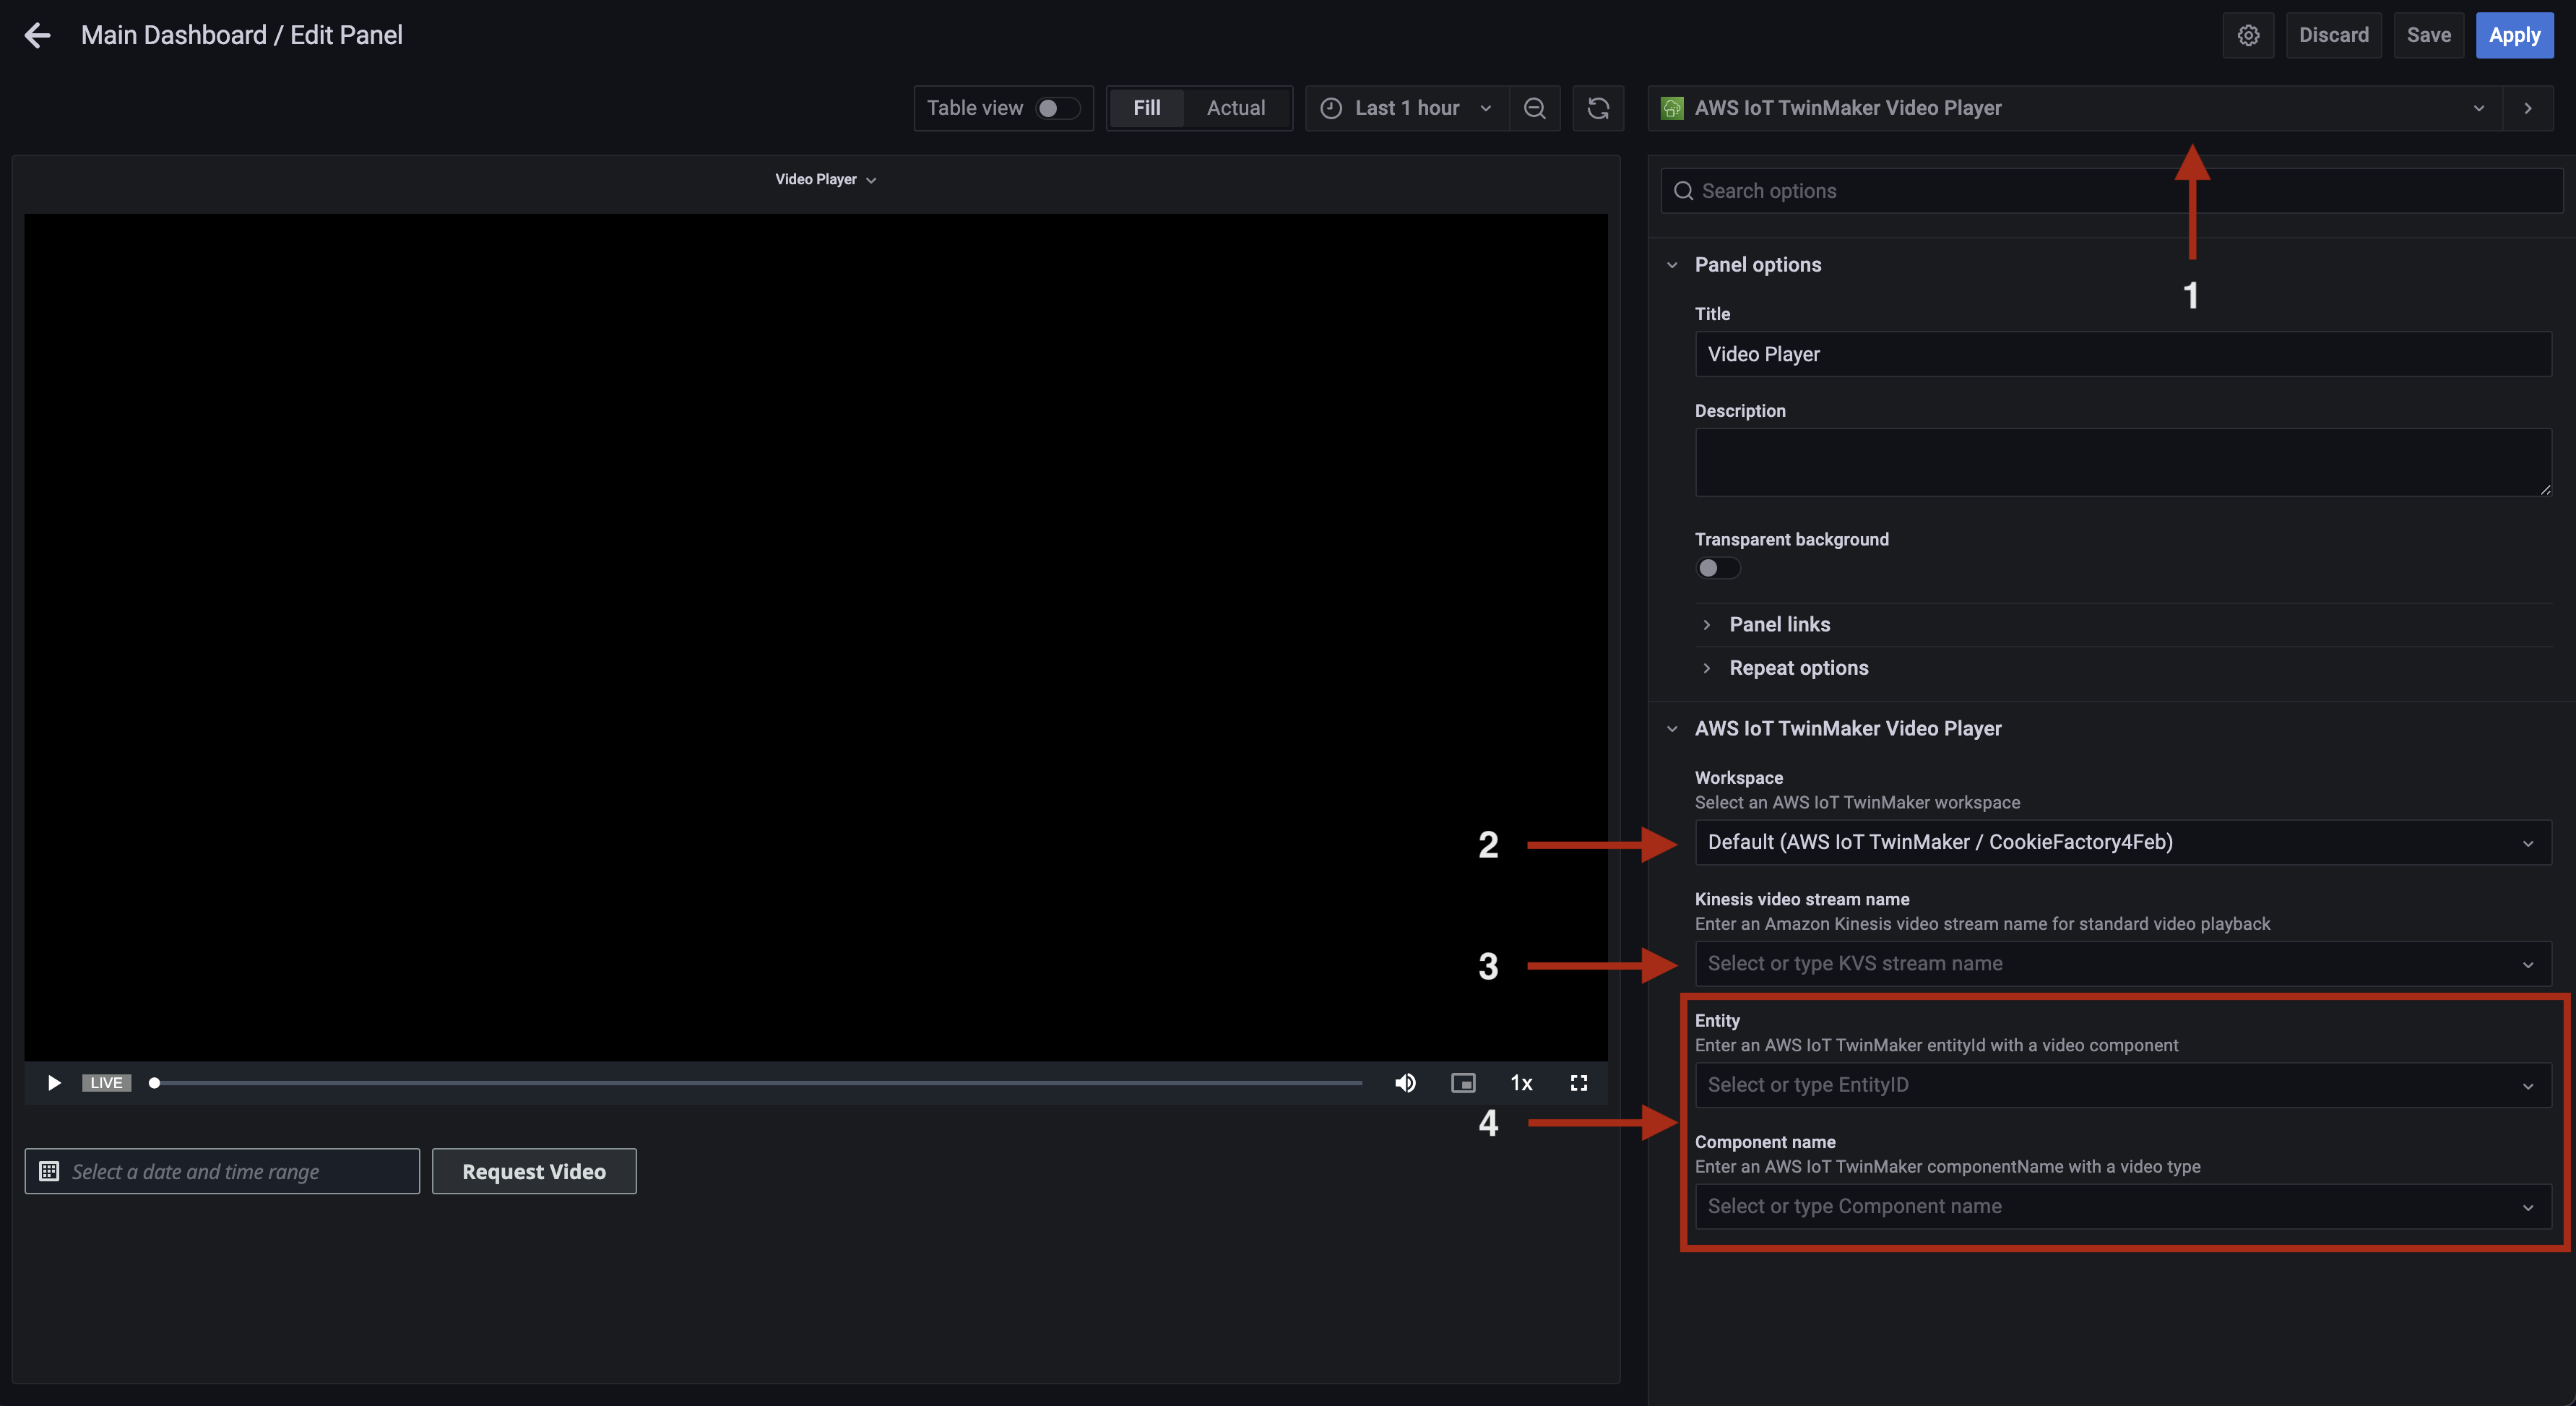 Main Dashboard / Edit Panel
Discard
Save
Apply
Table view
Fill
Actual
Last 1 hour
AWS IoT TwinMaker Video Player
Video Player
Search options
1
Panel options
Title
Video Player
Description
Transparent background
Panel links
Repeat options
AWS IoT TwinMaker Video Player
Workspace
Select an AWS IoT TwinMaker workspace
2
Default (AWS IoT TwinMaker / CookieFactory4Feb)
Kinesis video stream name
Enter an Amazon Kinesis video stream name for standard video playback
3
Select or type KVS stream name
Entity
Enter an AWS IoT TwinMaker entityId with a video component
Select or type EntityID
LIVE
1x
4
Component name
Enter an AWS IoT TwinMaker componentName with a video type
Select or type Component name
Select a date and time range
Request Video